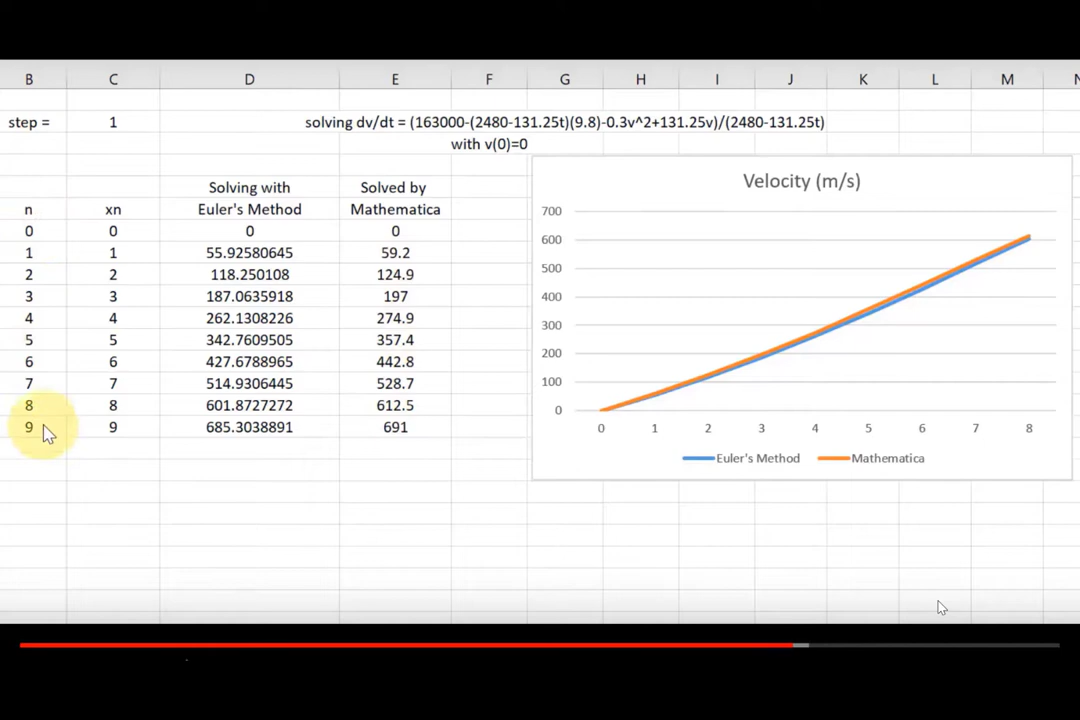 B C D E F G H I J K L M N
step = 1 solving dv/dt = (163000-(2480-131.25t)(9.8)-0.3v^2+131.25v)/(2480-131.25t)
with v(0)=0
Solving with Solved by
n xn Euler's Method Mathematica
0 0 0 0
1 1 55.92580645 59.2
2 2 118.250108 124.9
3 3 187.0635918 197
4 4 262.1308226 274.9
5 5 342.7609505 357.4
6 6 427.6788965 442.8
7 7 514.9306445 528.7
8 8 601.8727272 612.5
9 9 685.3038891 691
Velocity (m/s)
700
600
500
400
300
200
100
0
0 1 2 3 4 5 6 7 8
Euler's Method Mathematica